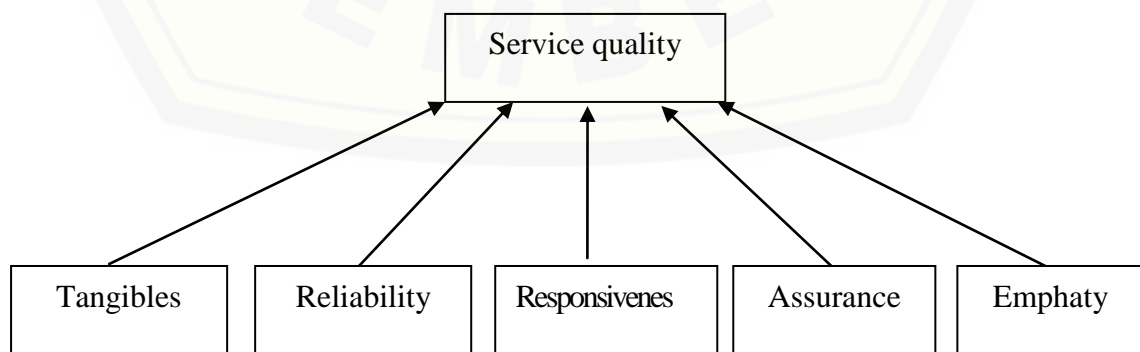 Service quality
Tangibles
Reliability
Responsivenes
Assurance
Emphaty